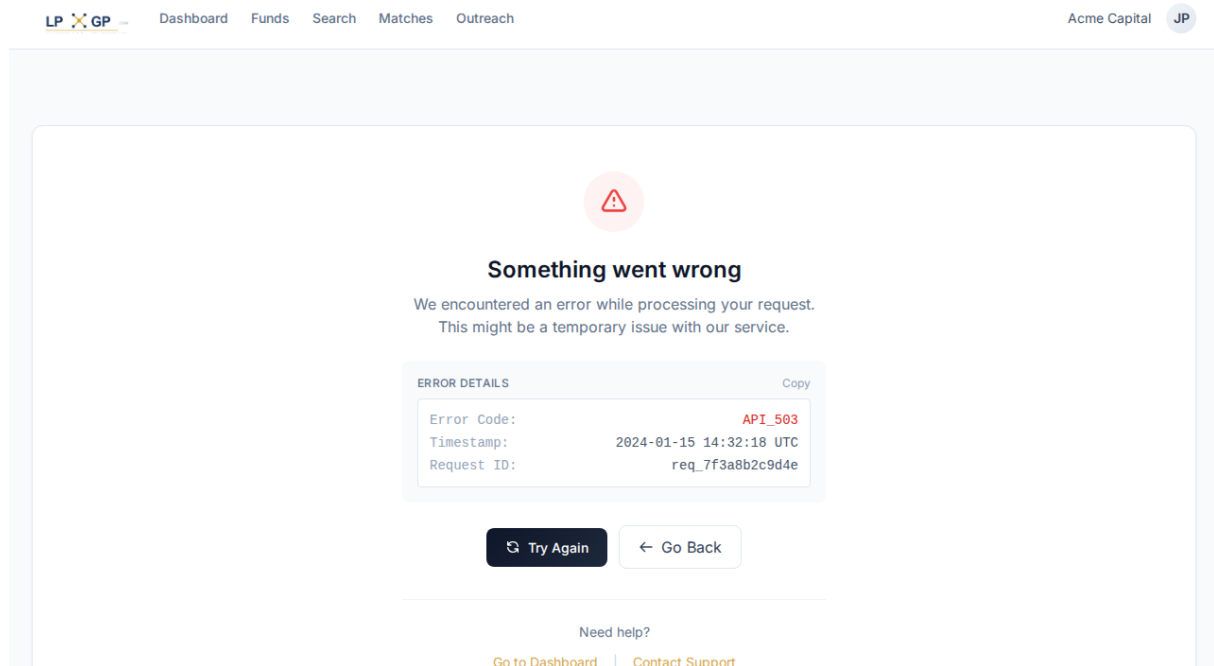 LP GP
Dashboard Funds Search Matches Outreach
Acme Capital JP
Something went wrong
We encountered an error while processing your request.
This might be a temporary issue with our service.
ERROR DETAILS Copy
Error Code: API_503
Timestamp: 2024-01-15 14:32:18 UTC
Request ID: req_7f3a8b2c9d4e
Try Again Go Back
Need help?
Go to Dashboard Contact Support